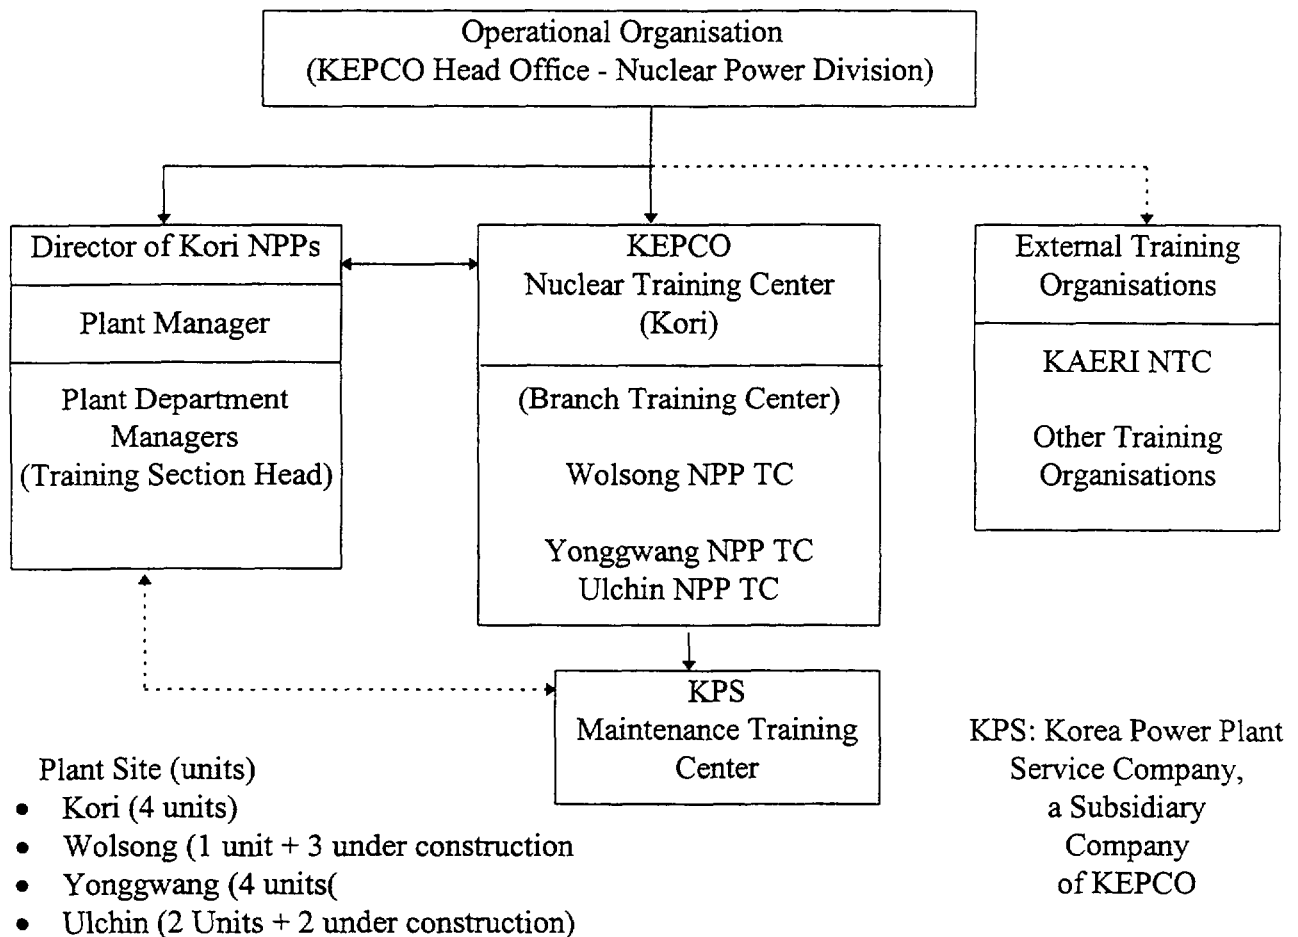 Operational Organisation
(KEPCO Head Office - Nuclear Power Division)
Director of Kori NPPs
Plant Manager
Plant Department
Managers
(Training Section Head)
KEPCO
Nuclear Training Center
(Kori)
(Branch Training Center)
Wolsong NPP TC
Yonggwang NPP TC
Ulchin NPP TC
External Training
Organisations
KAERI NTC
Other Training
Organisations
KPS
Maintenance Training
Center
Plant Site (units)
• Kori (4 units)
• Wolsong (1 unit + 3 under construction
• Yonggwang (4 units(
• Ulchin (2 Units + 2 under construction)
KPS: Korea Power Plant
Service Company,
a Subsidiary
Company
of KEPCO